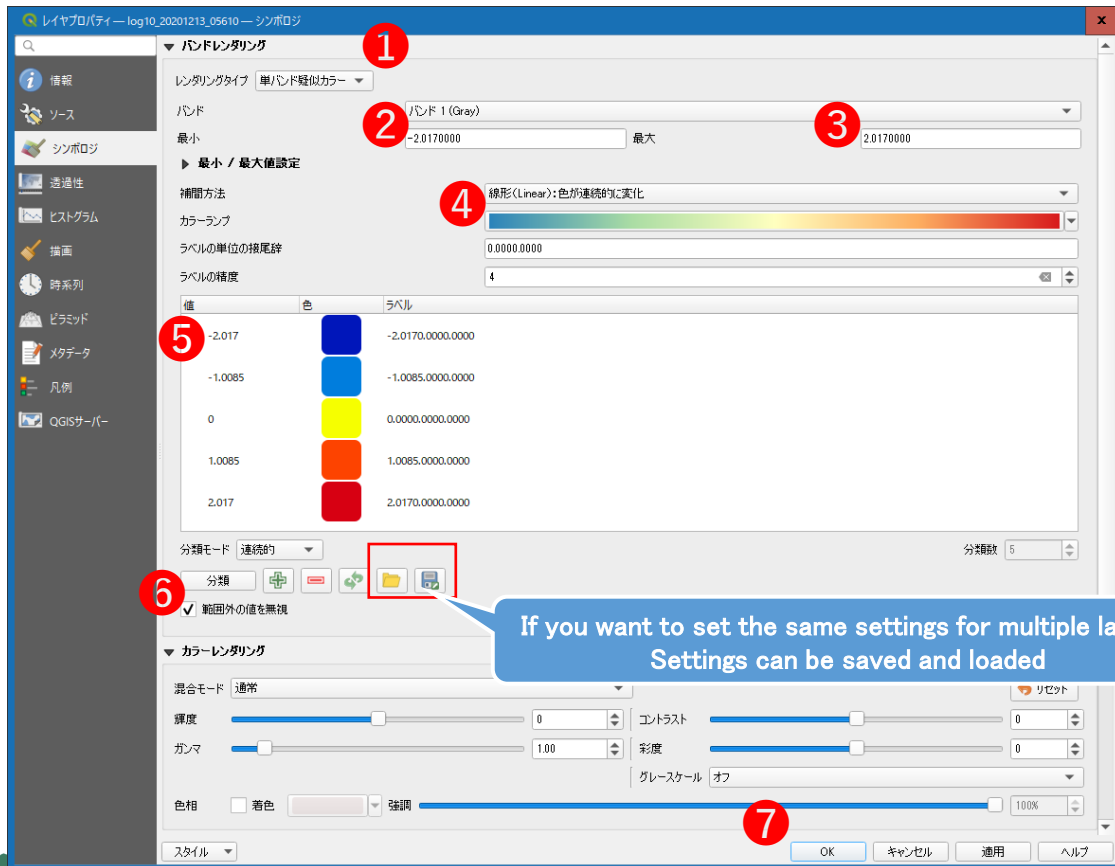 レイヤプロパティ — log10_20201213_05610 — シンボロジ
x
情報
ソース
シンボロジ
透過性
ヒストグラム
描画
時系列
ピラミッド
メタデータ
凡例
QGISサーバー
▼ バンドレンダリング
1
レンダリングタイプ 単バンド疑似カラー
バンド バンド 1 (Gray)
2
3
最小 -2.0170000 最大 2.0170000
▶ 最小 / 最大値設定
補間方法 線形(Linear):色が連続的に変化
4
カラーランプ
ラベルの単位の接尾辞 0.0000.0000
ラベルの精度 4
値 色 ラベル
5
-2.017 -2.0170.0000.0000
-1.0085 -1.0085.0000.0000
0 0.0000.0000.0000
1.0085 1.0085.0000.0000
2.017 2.0170.0000.0000
分類モード 連続的 分類数 5
分類
6
範囲外の値を無視
If you want to set the same settings for multiple la
Settings can be saved and loaded
▼ カラーレンダリング
混合モード 通常 リセット
輝度 0 コントラスト 0
ガンマ 1.00 彩度 0
グレースケール オフ
色相 着色 強調 100%
7
スタイル OK キャンセル 適用 ヘルプ